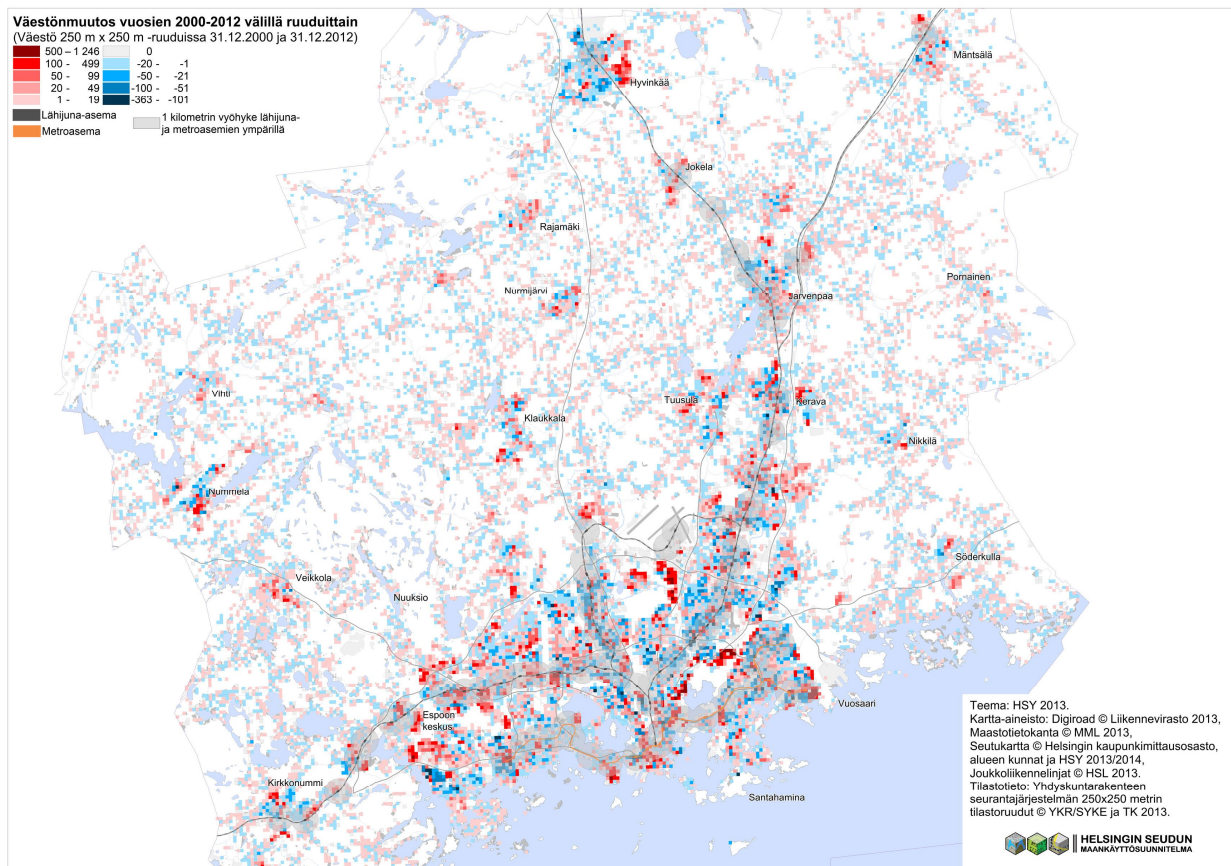 Väestönmuutos vuosien 2000-2012 välillä ruuduittain
(Väestö 250 m x 250 m -ruuduissa 31.12.2000 ja 31.12.2012)
500 – 1 246 0
100 - 499 -20 - -1
50 - 99 -50 - -21
20 - 49 -100 - -51
1 - 19 -363 - -101
Lähijuna-asema
Metroasema
1 kilometrin vyöhyke lähijuna-
ja metroasemien ympärillä
Mäntsälä
Hyvinkää
Jokela
Rajamäki
Pornainen
Nurmijärvi
Jarvenpaa
Vihti
Tuusula
Kerava
Klaukkala
Nikkilä
Nummela
Söderkulla
Veikkola
Nuuksio
Vuosaari
Espoon
keskus
Kirkkonummi
Santahamina
Teema: HSY 2013.
Kartta-aineisto: Digiroad © Liikennevirasto 2013,
Maastotietokanta © MML 2013,
Seutukartta © Helsingin kaupunkimittausosasto,
alueen kunnat ja HSY 2013/2014,
Joukkoliikennelinjat © HSL 2013.
Tilastotieto: Yhdyskuntarakenteen
seurantajärjestelmän 250x250 metrin
tilastoruudut © YKR/SYKE ja TK 2013.
HELSINGIN SEUDUN
MAANKÄYTTÖSUUNNITELMA